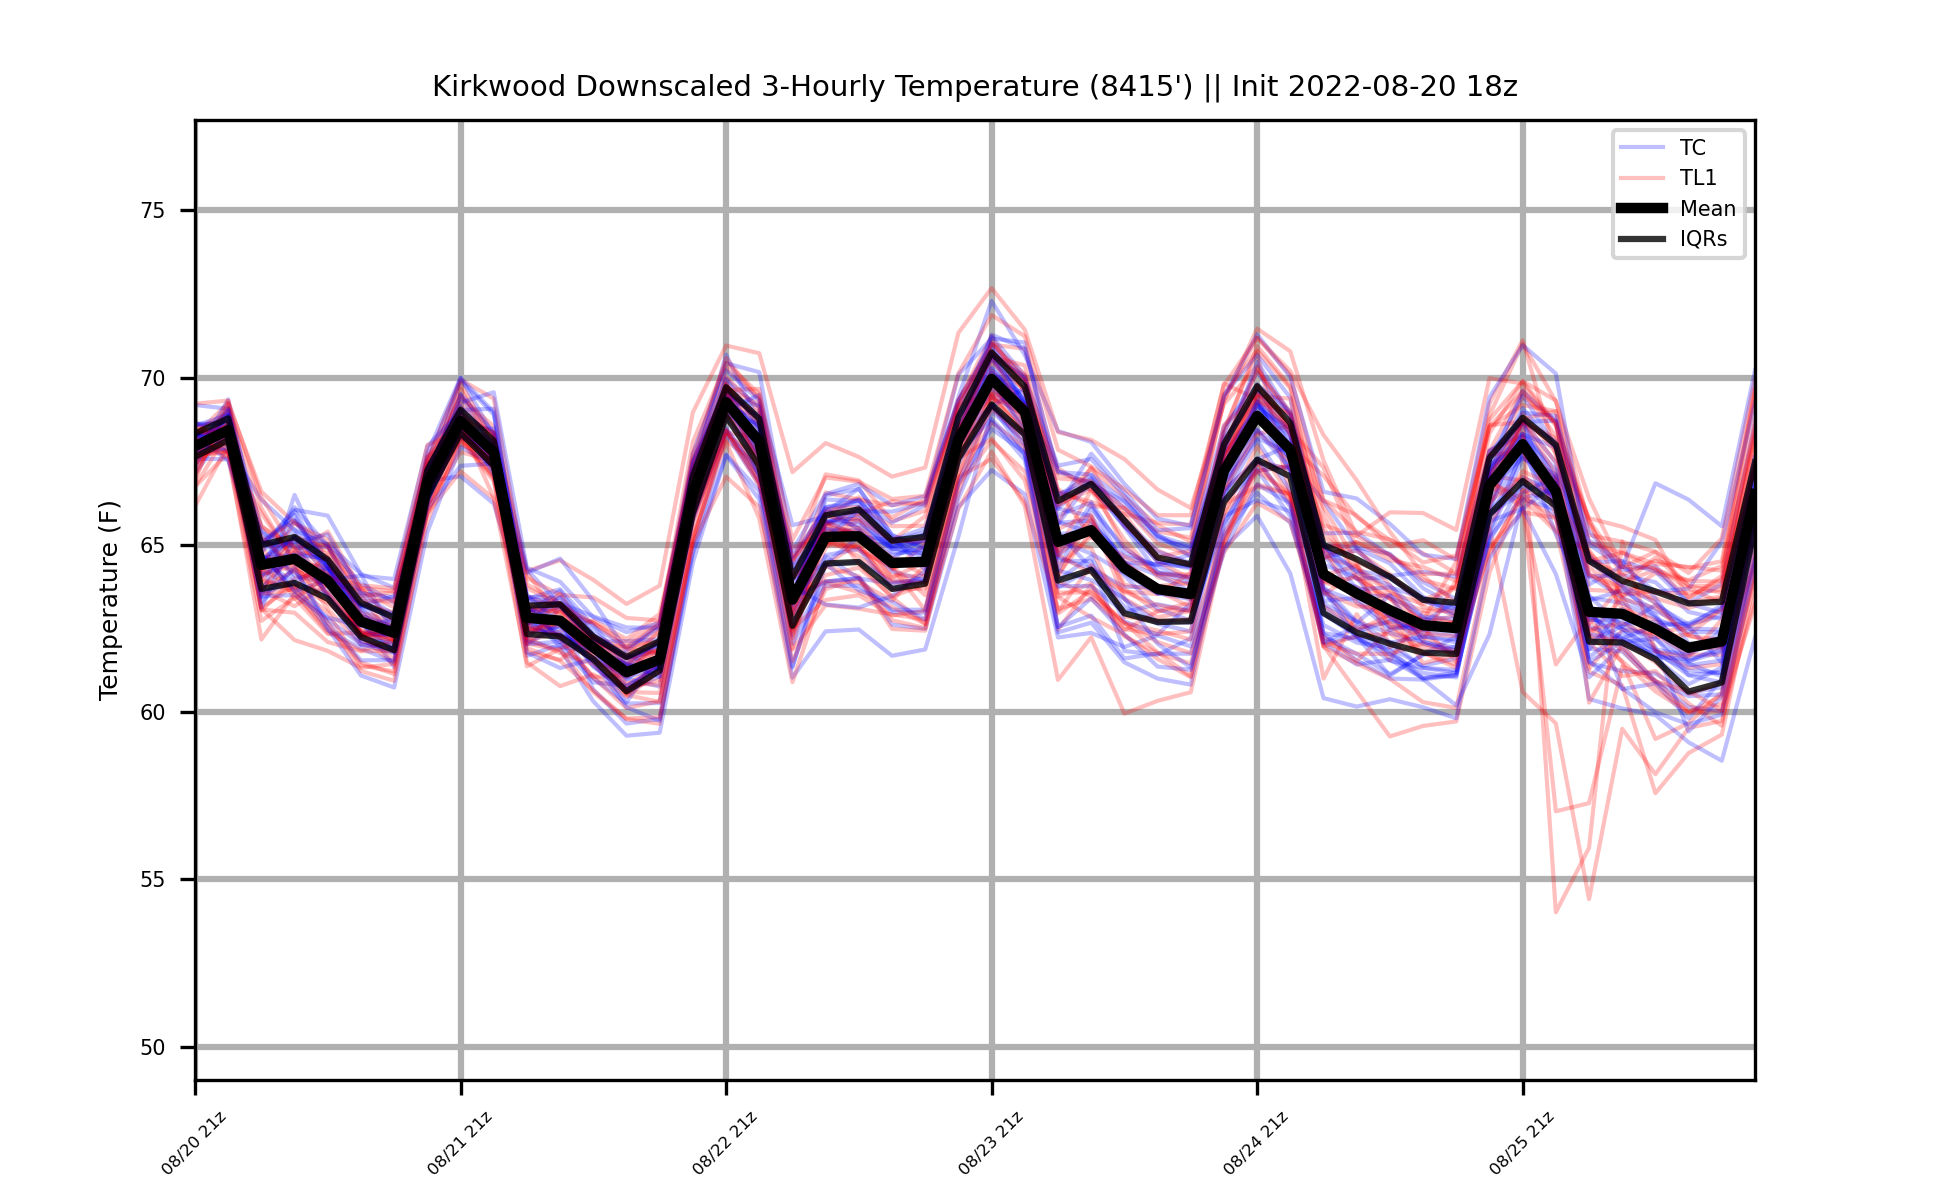 Kirkwood Downscaled 3-Hourly Temperature (8415') || Init 2022-08-20 18z
TC
TL1
Mean
IQRs
Temperature (F)
75
70
65
60
55
50
08/20 21z
08/21 21z
08/22 21z
08/23 21z
08/24 21z
08/25 21z